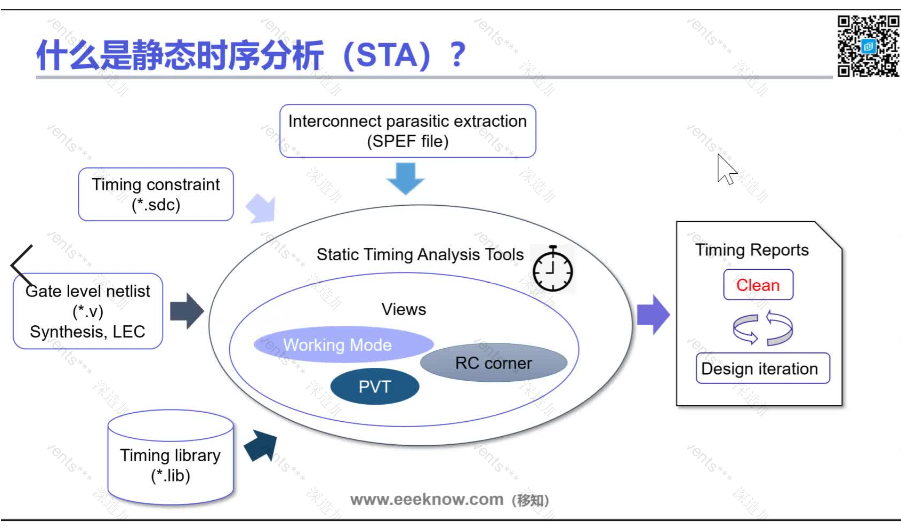 什么是静态时序分析（STA）？
Interconnect parasitic extraction
(SPEF file)
Timing constraint
(*.sdc)
Static Timing Analysis Tools
Timing Reports
Clean
Design iteration
Gate level netlist
(*.v)
Synthesis, LEC
Views
Working Mode
RC corner
PVT
Timing library
(*.lib)
www.eeeknow.com（移知）